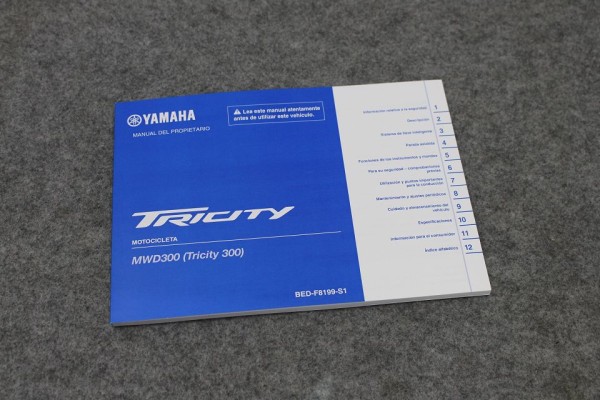 YAMAHA
MANUAL DEL PROPIETARIO
Lea este manual atentamente
antes de utilizar este vehículo.
TRICITY
MOTOCICLETA
MWD300 (Tricity 300)
BED-F8199-S1
Información relativa a la seguridad 1
Descripción 2
Sistema de llave inteligente 3
Funciones de los instrumentos y mandos 5
Para su seguridad – comprobaciones
previas 6
Utilización y puntos importantes
para la conducción 7
Mantenimiento y ajustes periódicos 8
Cuidado y almacenamiento del
vehículo 9
Especificaciones 10
Información para el consumidor 11
Índice alfabético 12